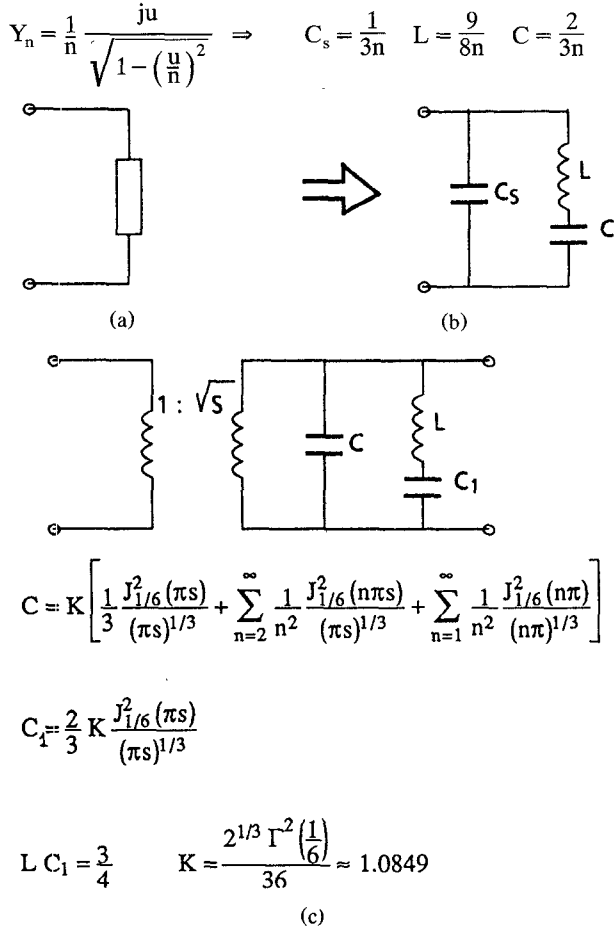 Yₙ = 1/n ju/√(1−(u/n)²) ⇒ Cₛ = 1/3n L = 9/8n C = 2/3n
L
Cₛ
C
(a) (b)
1 : √S
C
L
C₁
C = K[1/3 J²₁/₆(πs)/(πs)^1/3 + ∑_{n=2}^∞ 1/n² J²₁/₆(nπs)/(πs)^1/3 + ∑_{n=1}^∞ 1/n² J²₁/₆(nπ)/(nπ)^1/3]
C₁ = 2/3 K J²₁/₆(πs)/(πs)^1/3
L C₁ = 3/4 K = 2^1/3 Γ²(1/6)/36 ≈ 1.0849
(c)